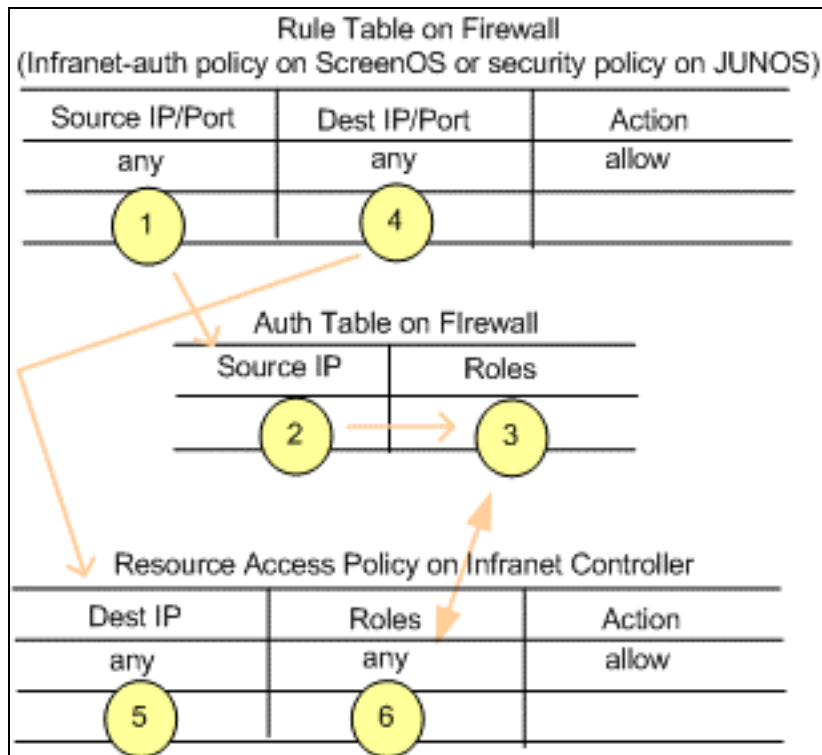 Rule Table on Firewall
(Infranet-auth policy on ScreenOS or security policy on JUNOS)
Source IP/Port Dest IP/Port Action
any any allow
1 4
Auth Table on FIrewall
Source IP Roles
2 3
Resource Access Policy on Infranet Controller
Dest IP Roles Action
any any allow
5 6